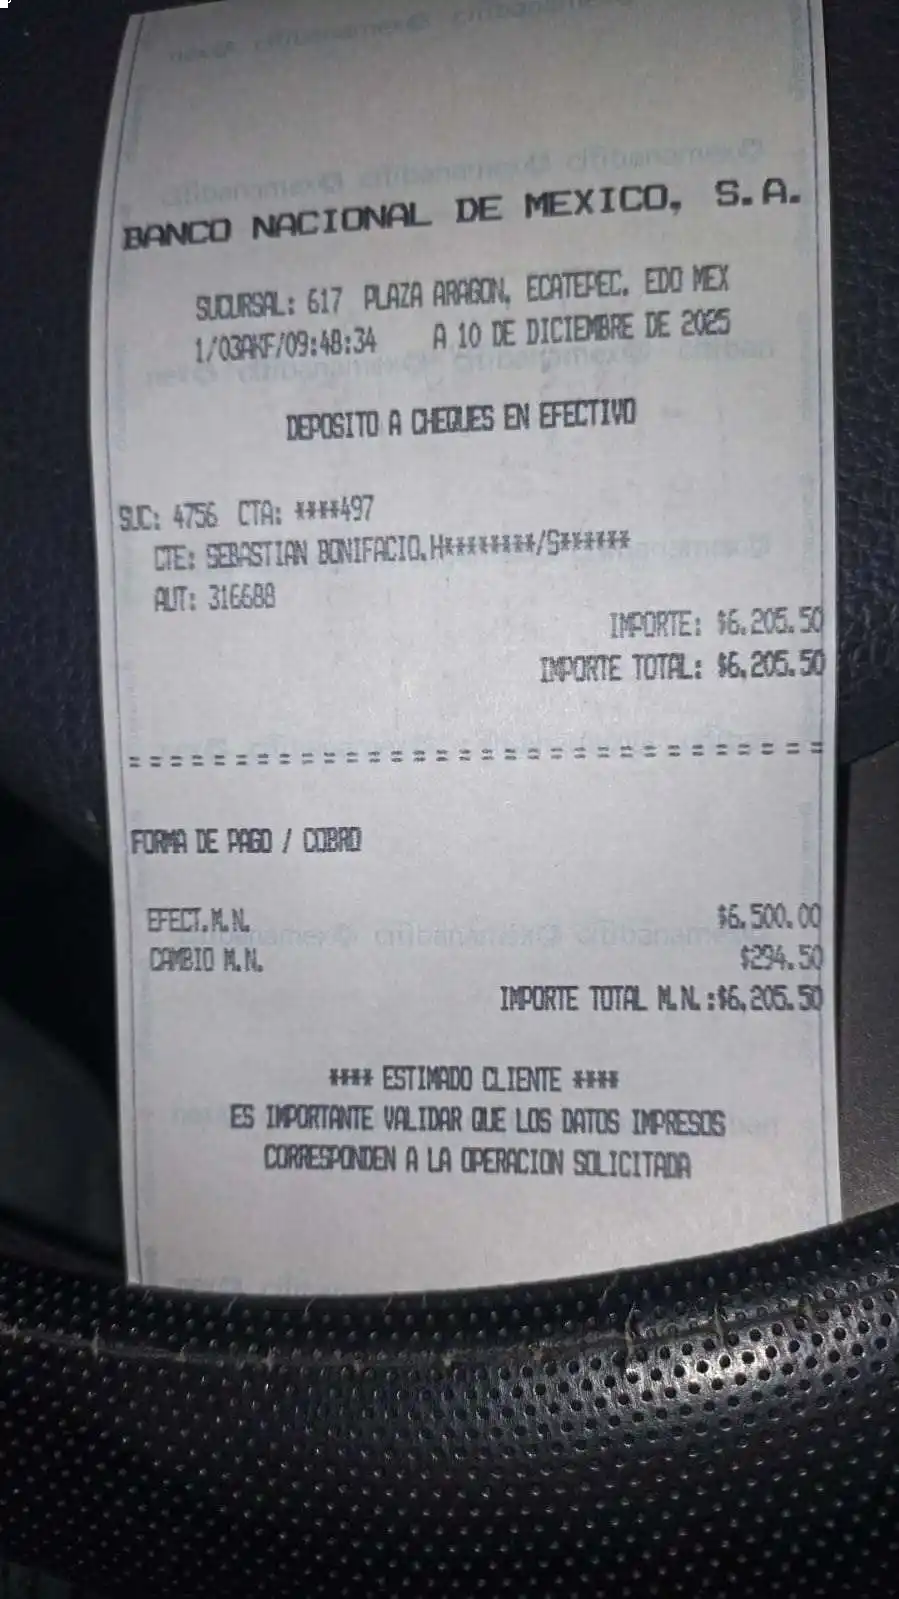 BANCO NACIONAL DE MEXICO, S.A.
SUCURSAL: 617 PLAZA ARAGON, ECATEPEC. EDO MEX
1/03AKF/09:48:34 A 10 DE DICIEMBRE DE 2025
DEPOSITO A CHEQUES EN EFECTIVO
SUC: 4756 CTA: ****497
CTE: SEBASTIAN BONIFACIO,H********/S******
AUT: 316688
IMPORTE: $6,205.50
IMPORTE TOTAL: $6,205.50
=================================
FORMA DE PAGO / COBRO
EFECT.M.N. $6,500.00
CAMBIO M.N. $294.50
IMPORTE TOTAL M.N.:$6,205.50
**** ESTIMADO CLIENTE ****
ES IMPORTANTE VALIDAR QUE LOS DATOS IMPRESOS
CORRESPONDEN A LA OPERACION SOLICITADA